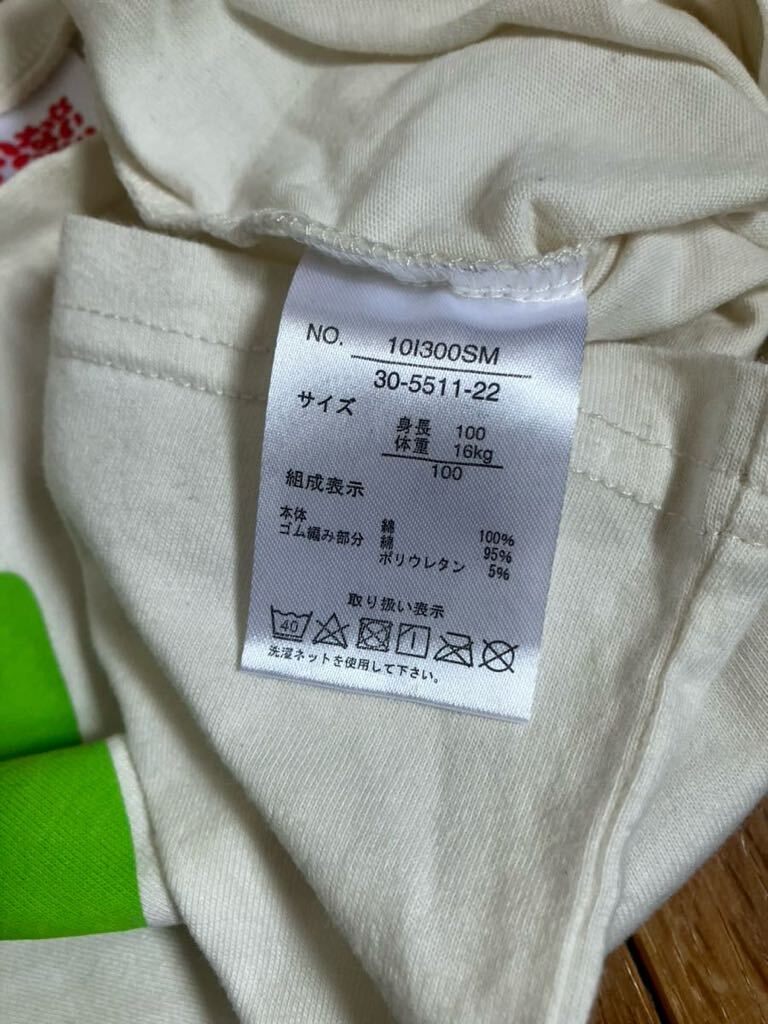 NO. 10I300SM
30-5511-22
サイズ
身長 100
体重 16kg
100
組成表示
本体 綿 100%
ゴム編み部分 綿 95%
ポリウレタン 5%
取り扱い表示
40
洗濯ネットを使用して下さい。